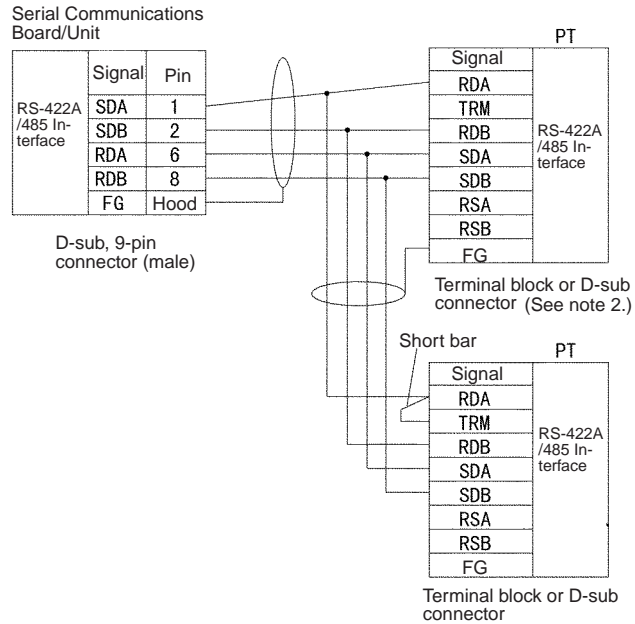 Serial Communications
Board/Unit
Signal Pin
RS-422A
/485 In-
terface
SDA 1
SDB 2
RDA 6
RDB 8
FG Hood
D-sub, 9-pin
connector (male)
PT
Signal
RDA
TRM
RDB
SDA
SDB
RSA
RSB
FG
RS-422A
/485 In-
terface
Terminal block or D-sub
connector (See note 2.)
Short bar
PT
Signal
RDA
TRM
RDB
SDA
SDB
RSA
RSB
FG
RS-422A
/485 In-
terface
Terminal block or D-sub
connector